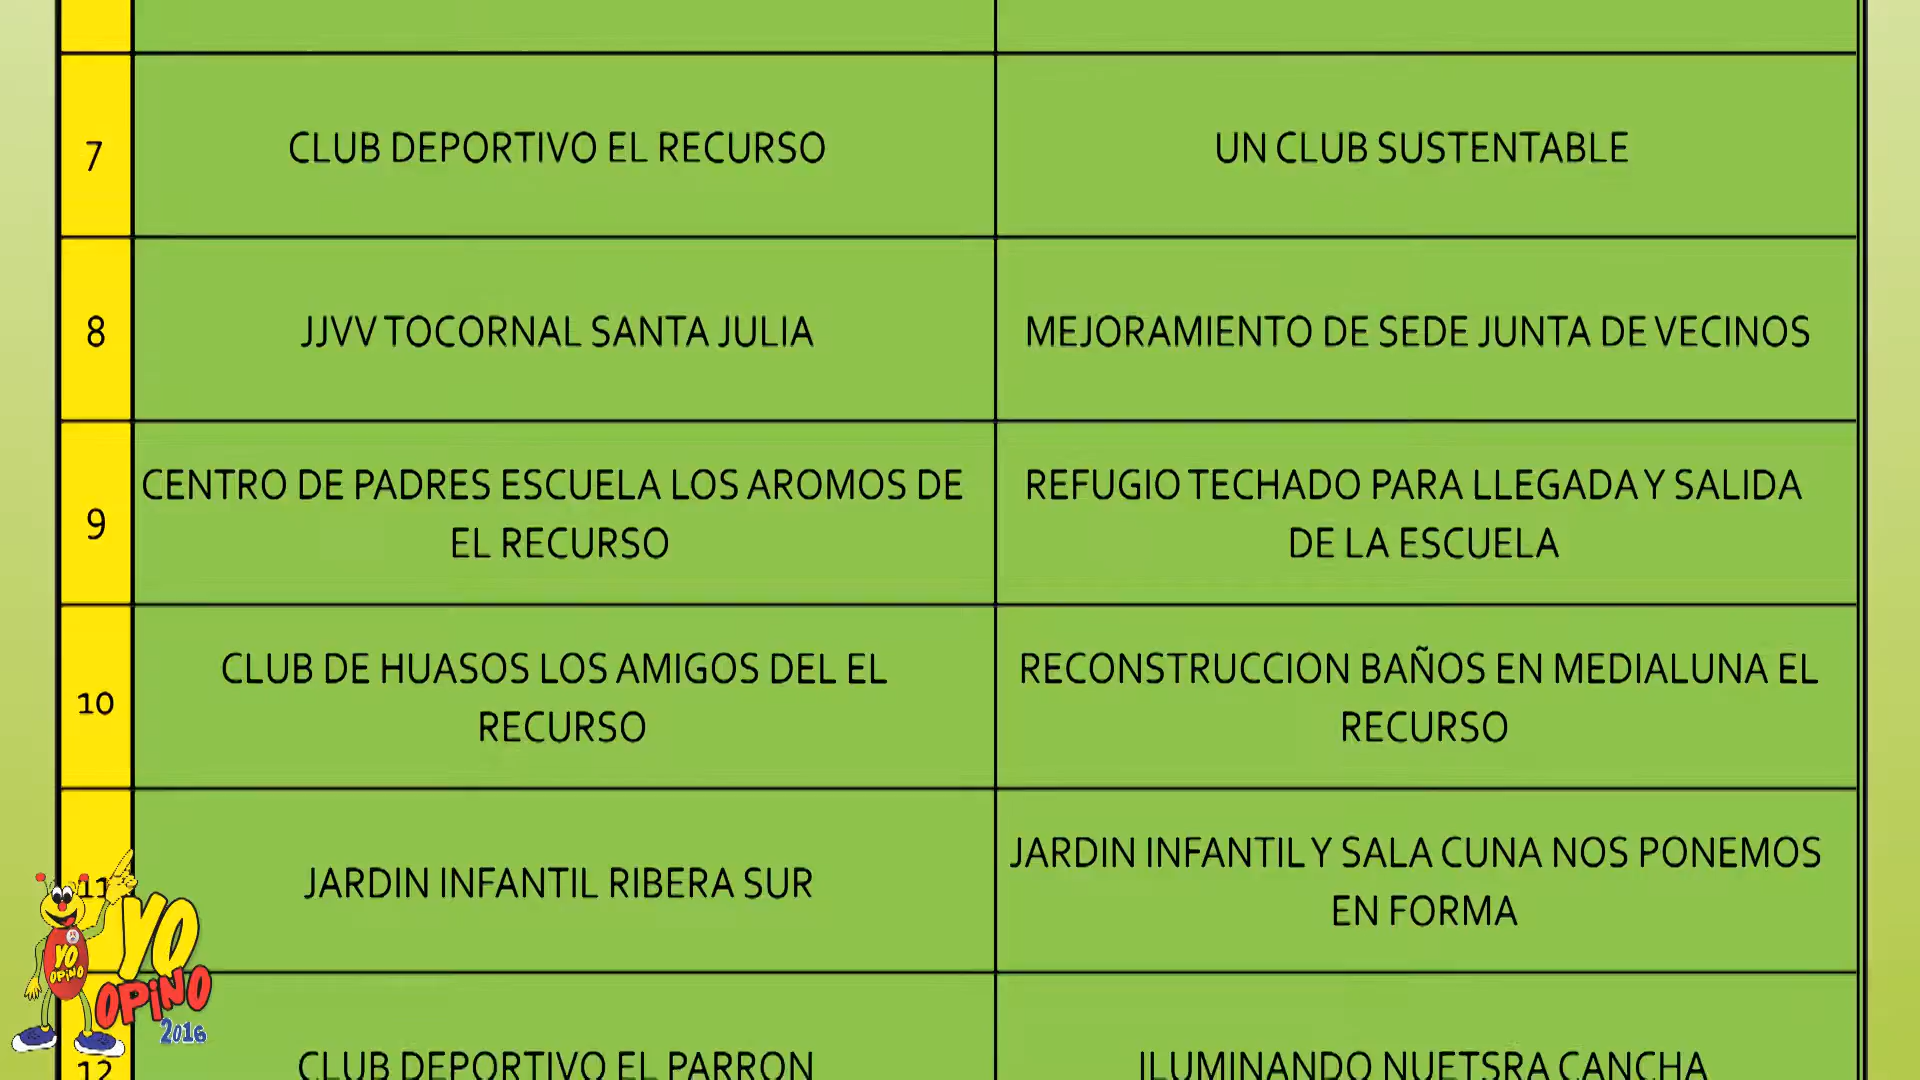 7
CLUB DEPORTIVO EL RECURSO
UN CLUB SUSTENTABLE
8
JJVV TOCORNAL SANTA JULIA
MEJORAMIENTO DE SEDE JUNTA DE VECINOS
9
CENTRO DE PADRES ESCUELA LOS AROMOS DE
EL RECURSO
REFUGIO TECHADO PARA LLEGADA Y SALIDA
DE LA ESCUELA
10
CLUB DE HUASOS LOS AMIGOS DEL EL
RECURSO
RECONSTRUCCION BAÑOS EN MEDIALUNA EL
RECURSO
11
JARDIN INFANTIL RIBERA SUR
JARDIN INFANTIL Y SALA CUNA NOS PONEMOS
EN FORMA
12
CLUB DEPORTIVO EL PARRON
ILUMINANDO NUETSRA CANCHA
YO
OPINO
YO
OPINO
2016